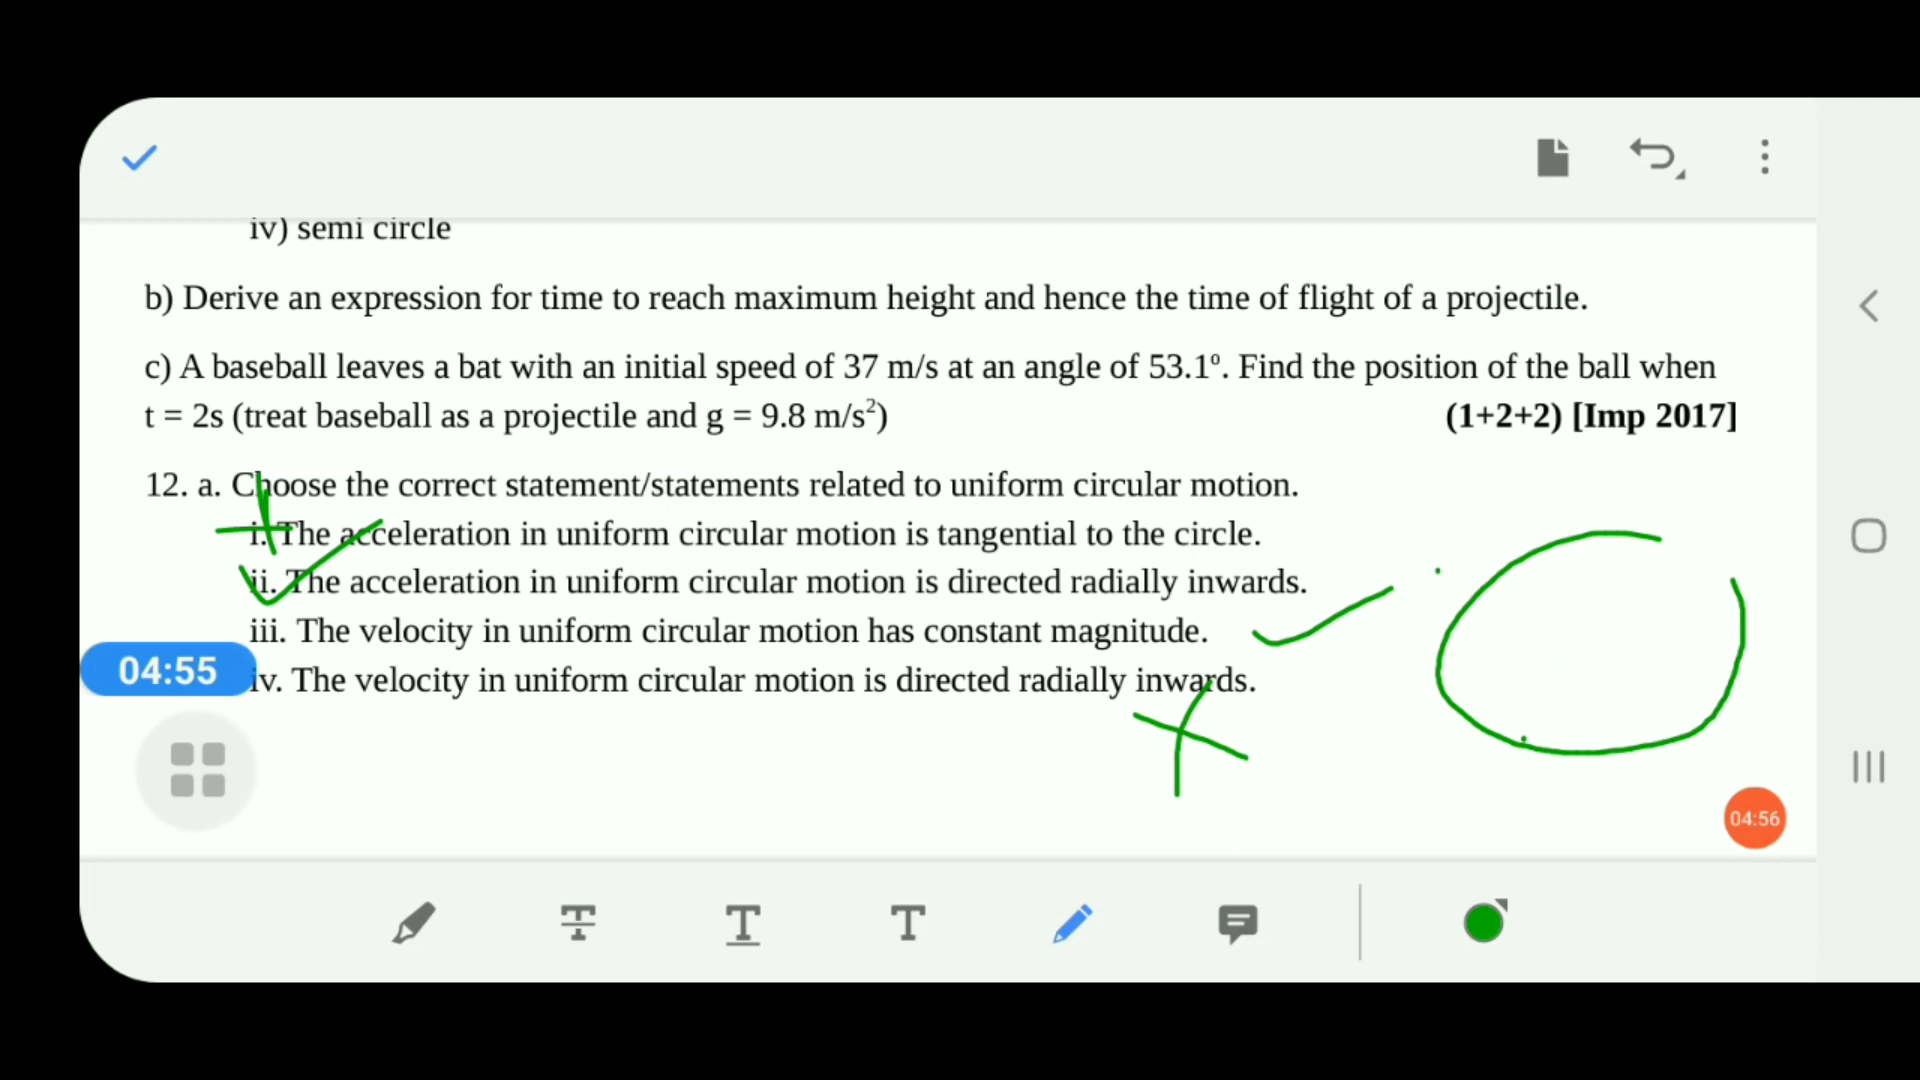 iv) semi circle
b) Derive an expression for time to reach maximum height and hence the time of flight of a projectile.
c) A baseball leaves a bat with an initial speed of 37 m/s at an angle of 53.1º. Find the position of the ball when
t = 2s (treat baseball as a projectile and g = 9.8 m/s²) (1+2+2) [Imp 2017]
12. a. Choose the correct statement/statements related to uniform circular motion.
i. The acceleration in uniform circular motion is tangential to the circle.
ii. The acceleration in uniform circular motion is directed radially inwards.
iii. The velocity in uniform circular motion has constant magnitude.
04:55
iv. The velocity in uniform circular motion is directed radially inwards.
04:56